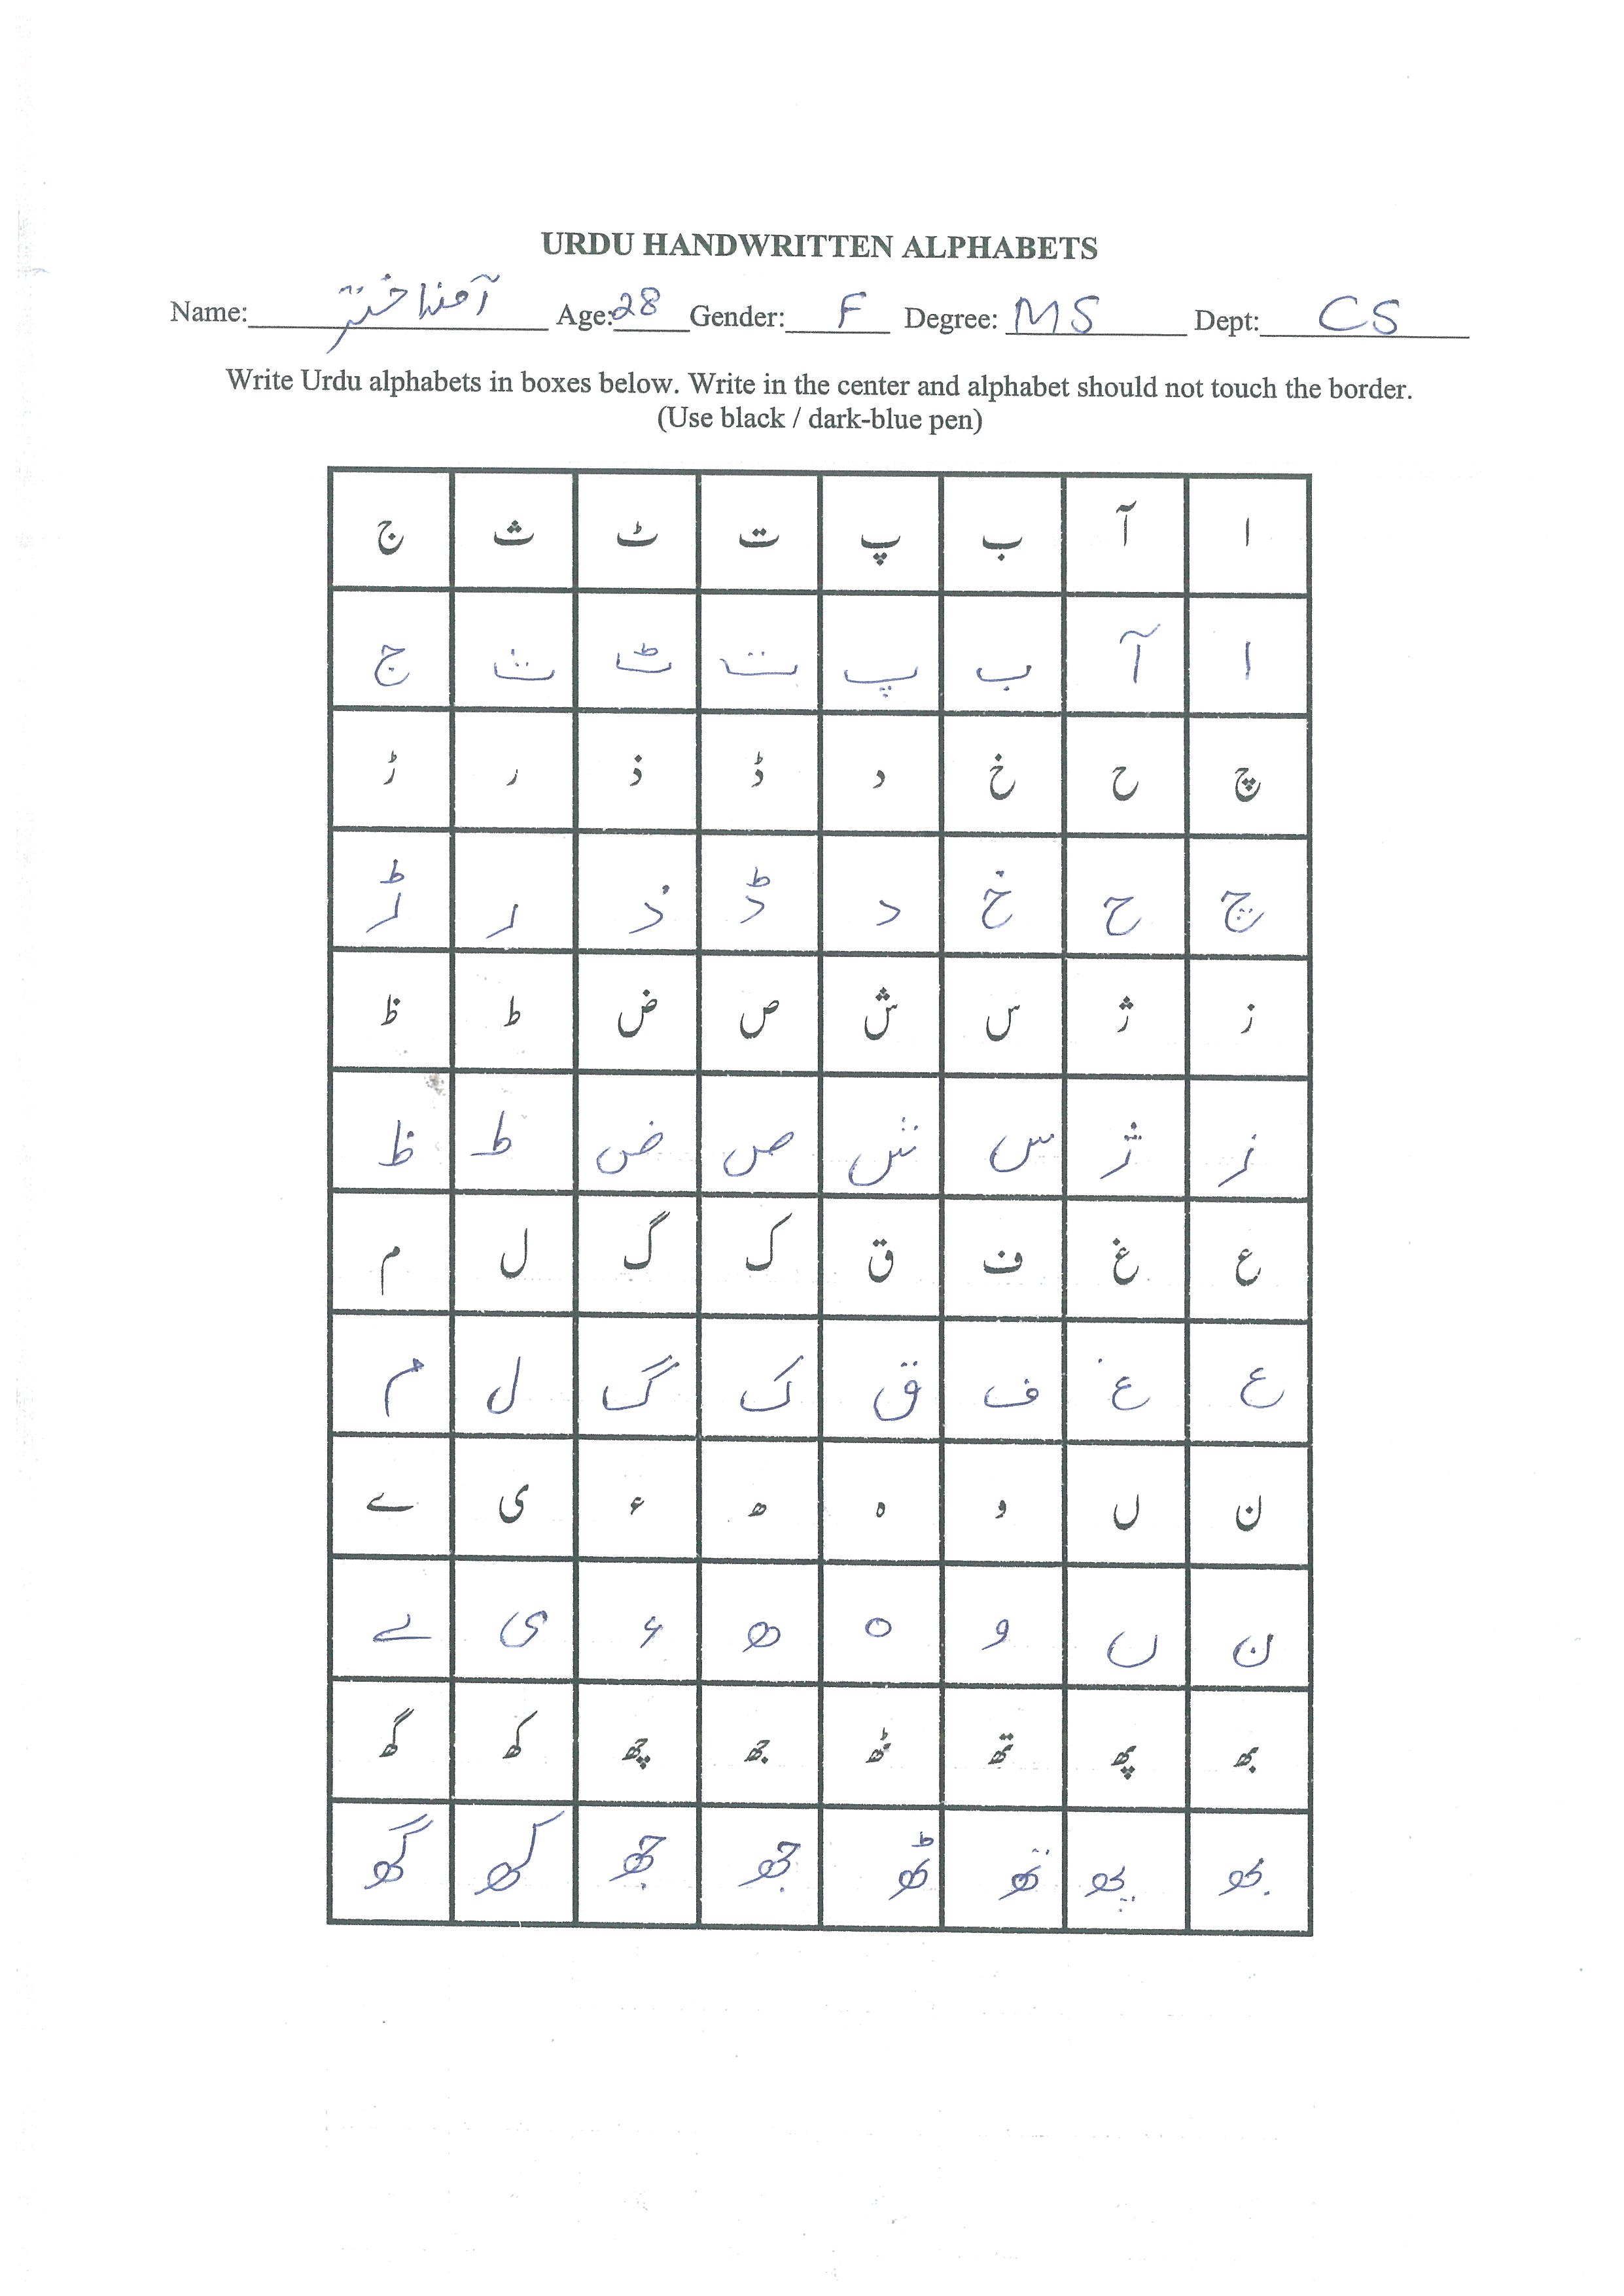 URDU HANDWRITTEN ALPHABETS
Name: آمنہ اختر Age: 28 Gender: F Degree: MS Dept: CS
Write Urdu alphabets in boxes below. Write in the center and alphabet should not touch the border.
(Use black / dark-blue pen)
ا آ ب پ ت ٹ ث ج
ا آ ب پ ت ٹ ث ج
چ ح خ د ڈ ذ ر ڑ
چ ح خ د ڈ ذ ر ڑ
ز ژ س ش ص ض ط ظ
ز ژ س ش ص ض ط ظ
ع غ ف ق ک گ ل م
ع غ ف ق ک گ ل م
ن ں و ہ ھ ء ی ے
ن ں و ہ ھ ء ی ے
بھ پھ تھ ٹھ جھ چھ کھ گھ
بھ پھ تھ ٹھ جھ چھ کھ گھ